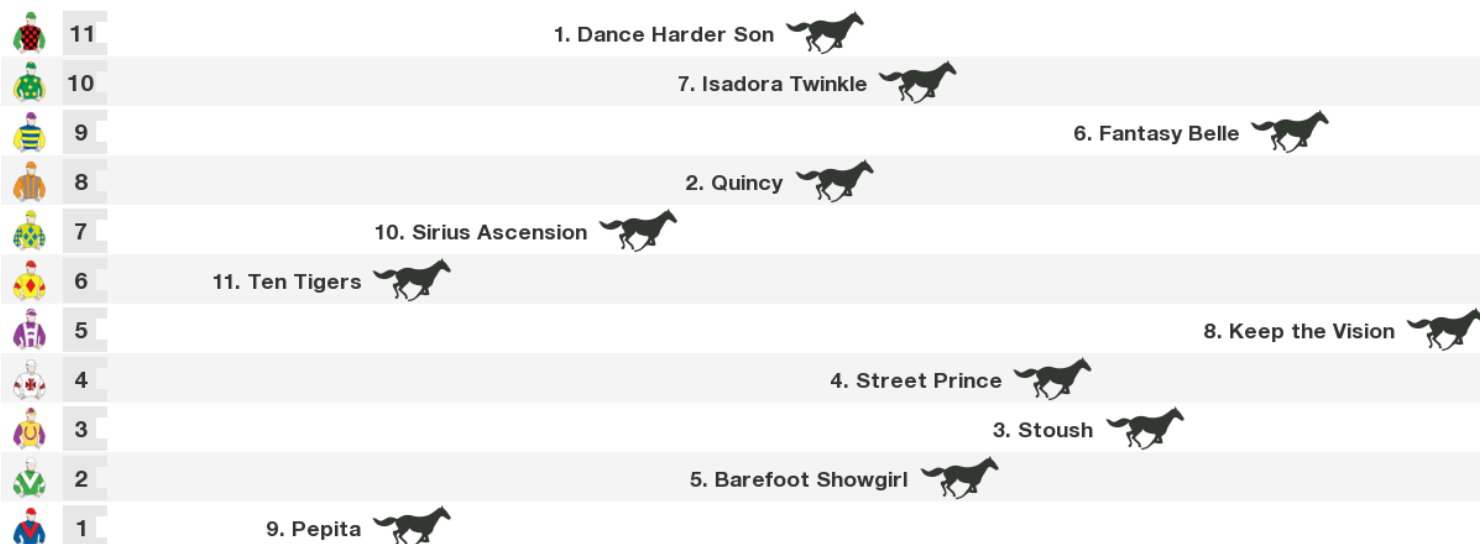 11 1. Dance Harder Son
10 7. Isadora Twinkle
9 6. Fantasy Belle
8 2. Quincy
7 10. Sirius Ascension
6 11. Ten Tigers
5 8. Keep the Vision
4 4. Street Prince
3 3. Stoush
2 5. Barefoot Showgirl
1 9. Pepita